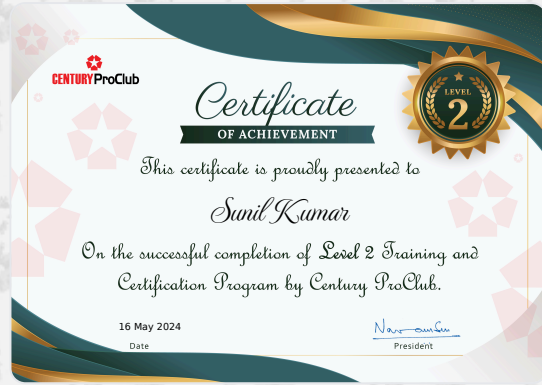 CENTURY ProClub
Certificate
OF ACHIEVEMENT
LEVEL
2
This certificate is proudly presented to
Sunil Kumar
On the successful completion of Level 2 Training and
Certification Program by Century ProClub.
16 May 2024
Date
President